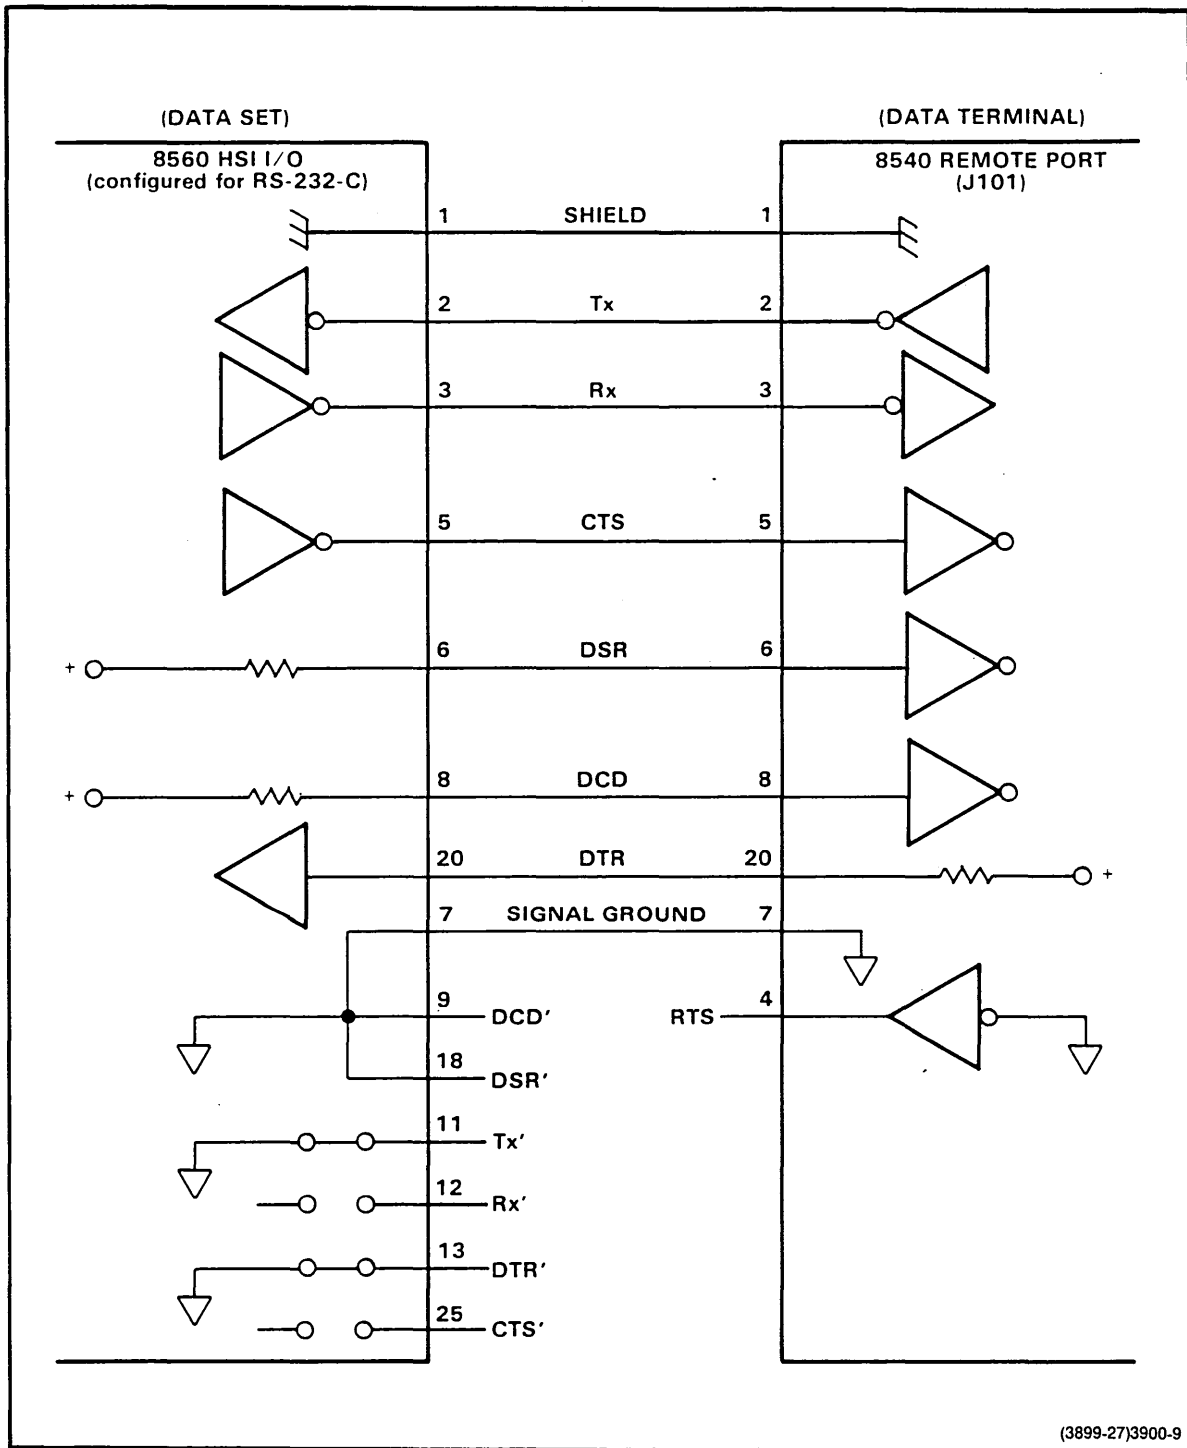 (DATA SET)
(DATA TERMINAL)
8560 HSI I/O
(configured for RS-232-C)
8540 REMOTE PORT
(J101)
1 SHIELD 1
2 Tx 2
3 Rx 3
5 CTS 5
+ 6 DSR 6
+ 8 DCD 8
20 DTR 20 +
7 SIGNAL GROUND 7
9 DCD′
RTS 4
18 DSR′
11 Tx′
12 Rx′
13 DTR′
25 CTS′
(3899-27)3900-9